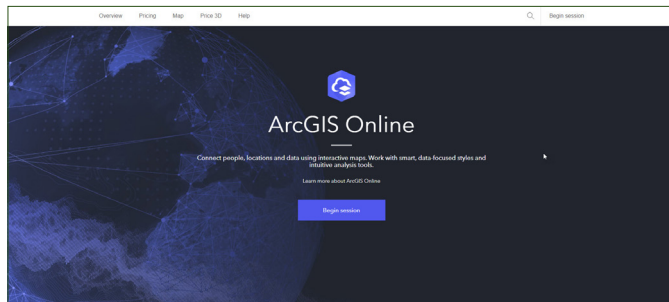 Overview Pricing Map Price 3D Help Begin session
ArcGIS Online
Connect people, locations and data using interactive maps. Work with smart, data-focused styles and
intuitive analysis tools.
Learn more about ArcGIS Online
Begin session